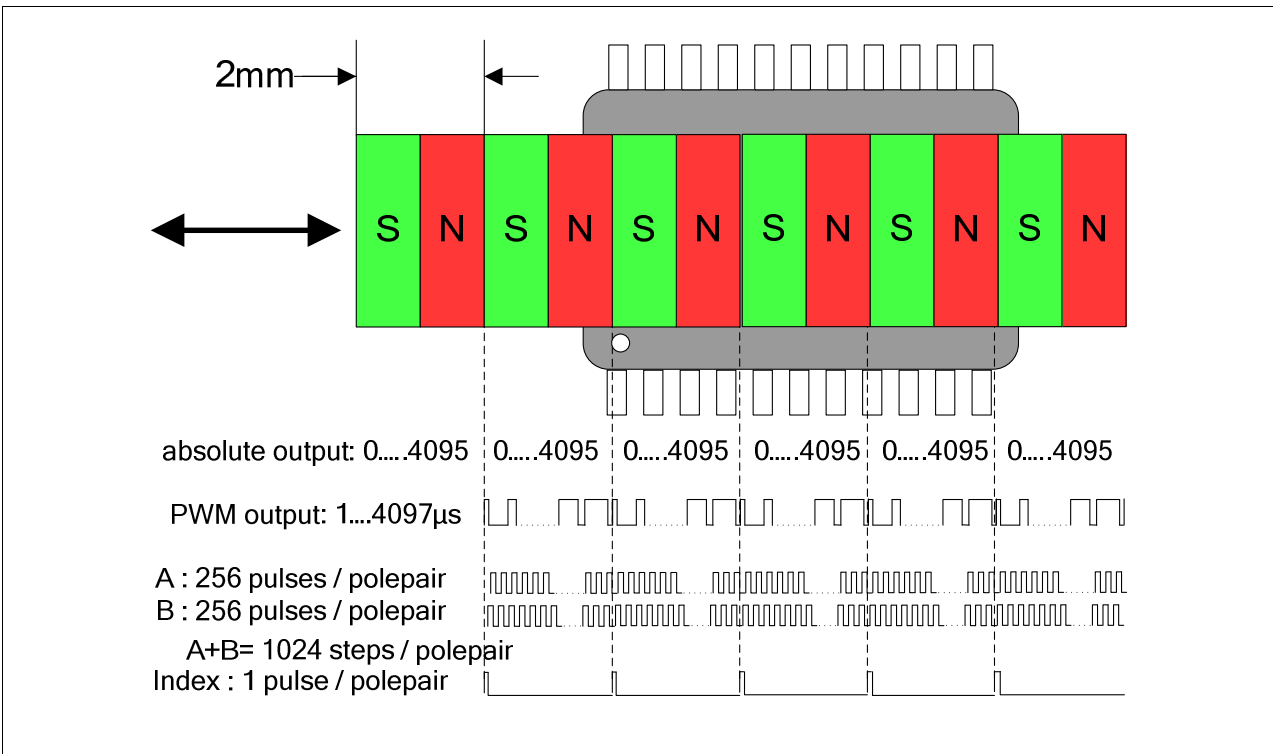 2mm
S N S N S N S N S N S N
absolute output: 0.....4095 0.....4095 0.....4095 0.....4095 0.....4095 0.....4095
PWM output: 1....4097µs
A : 256 pulses / polepair
B : 256 pulses / polepair
A+B= 1024 steps / polepair
Index : 1 pulse / polepair